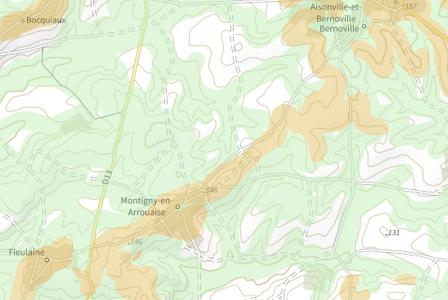 Aisonville-et-
Bernoville
Bernoville
.157
Bocquiaux
D13
Montigny-en-
Arrouaise
.146
.131
.146
Fieulaine